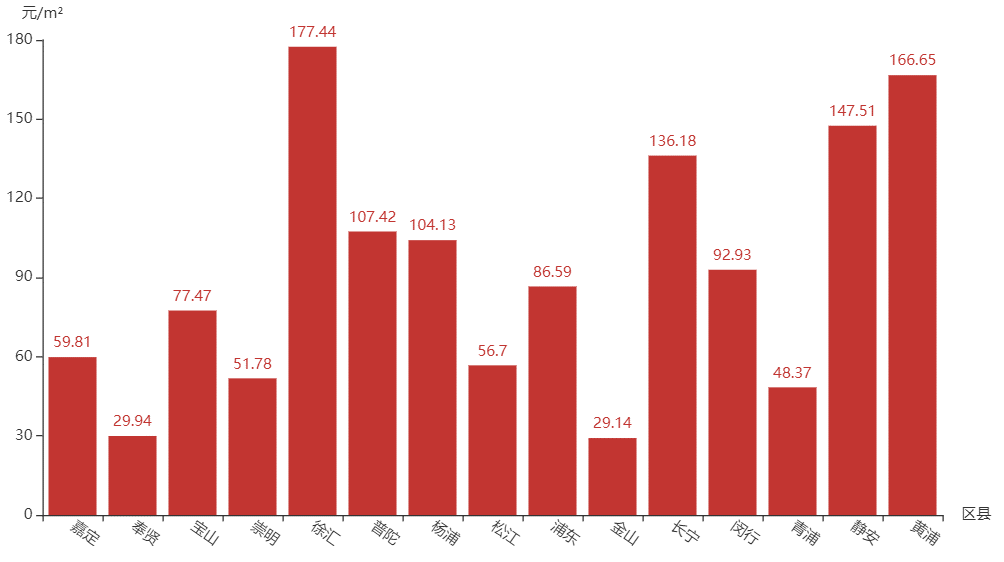 元/m²
180
150
120
90
60
30
0
59.81
29.94
77.47
51.78
177.44
107.42
104.13
56.7
86.59
29.14
136.18
92.93
48.37
147.51
166.65
嘉定
奉贤
宝山
崇明
徐汇
普陀
杨浦
松江
浦东
金山
长宁
闵行
青浦
静安
黄浦
区县